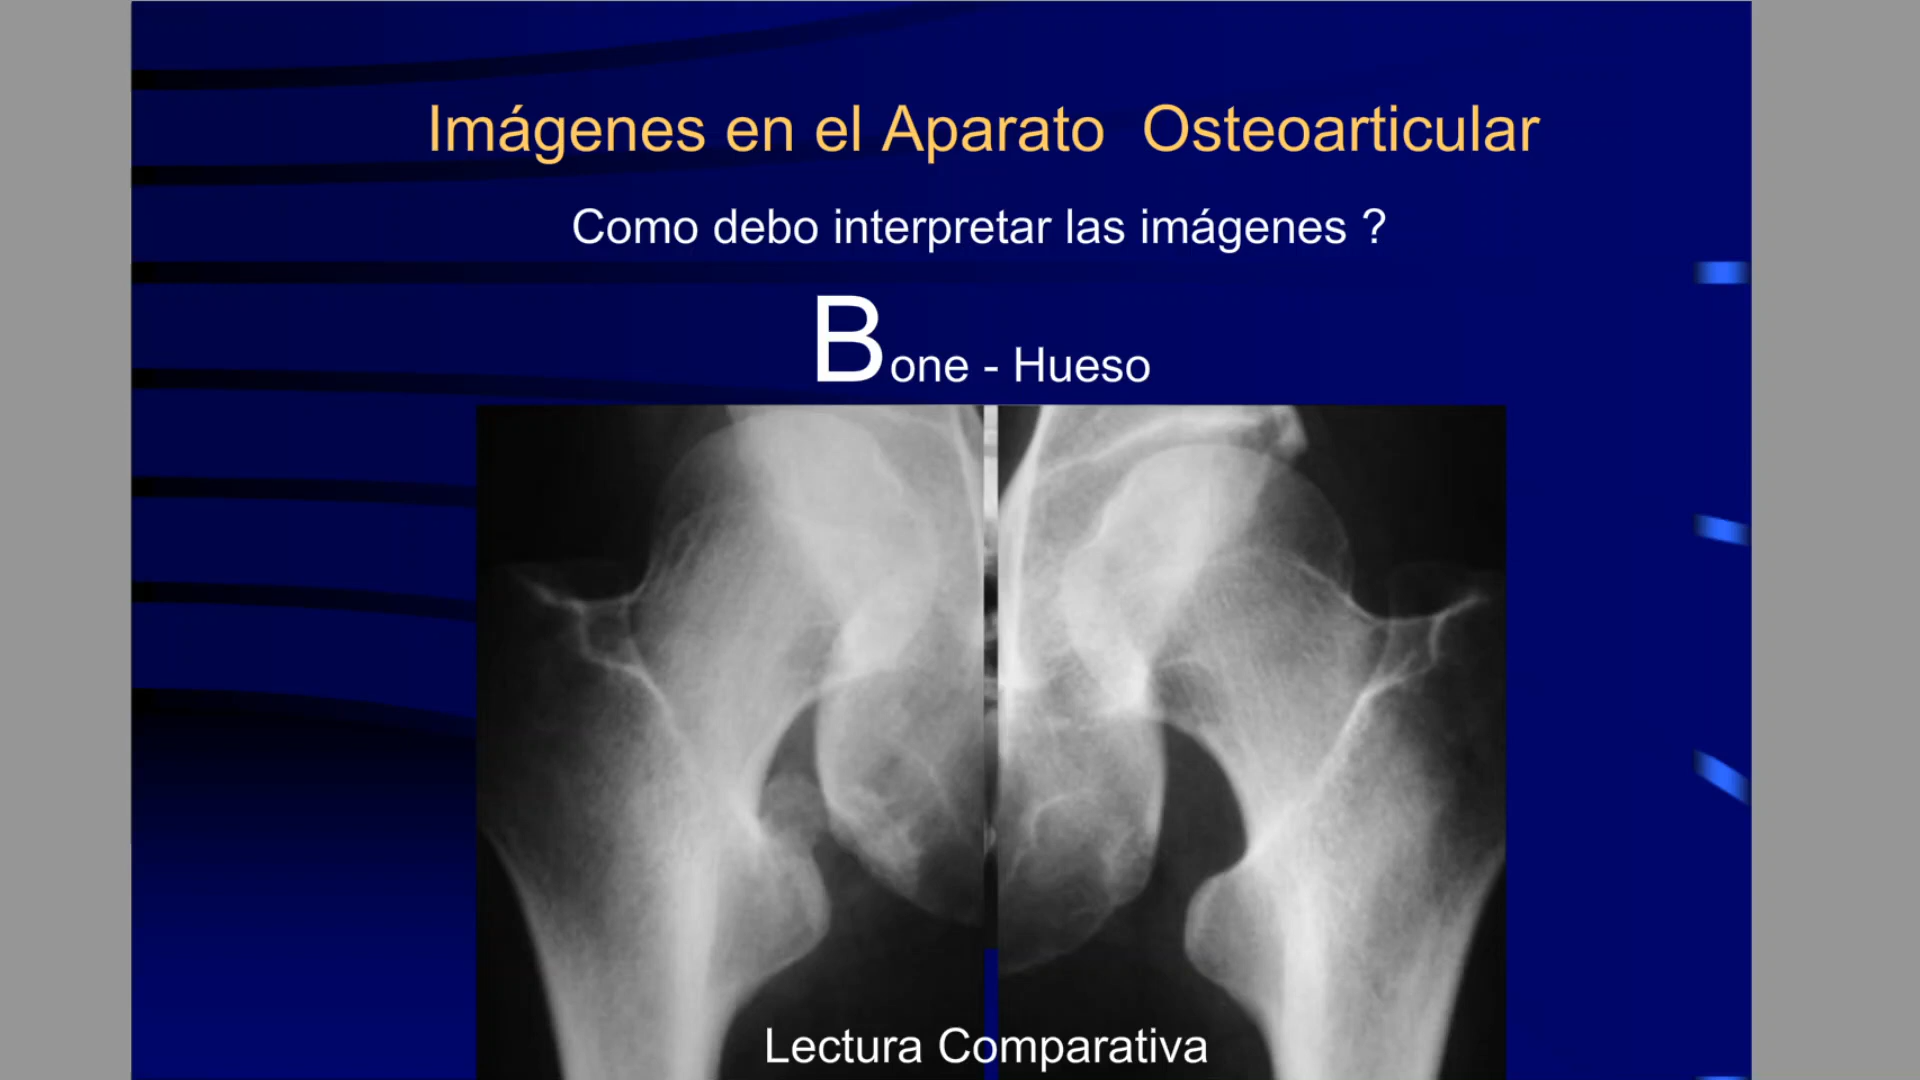 Imágenes en el Aparato  Osteoarticular
Como debo interpretar las imágenes ?
Bone - Hueso
Lectura Comparativa